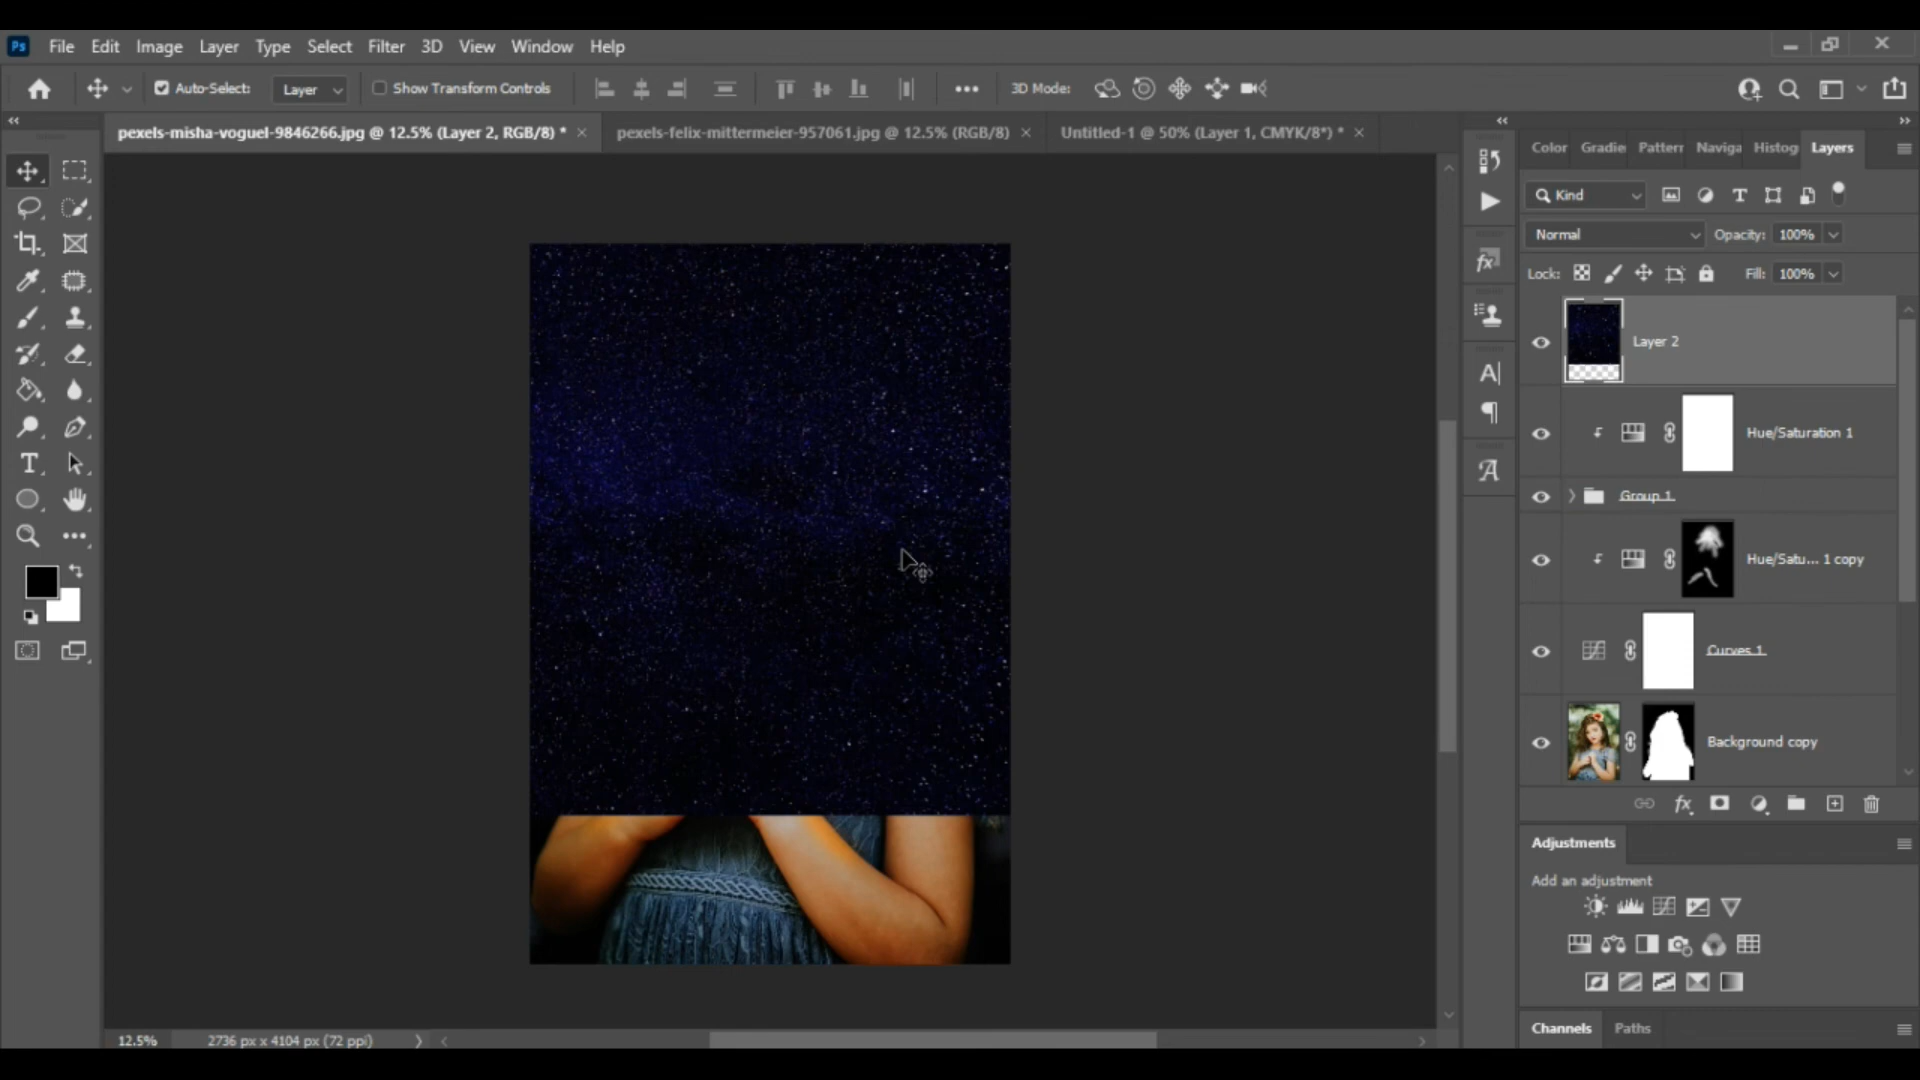 Ps File Edit Image Layer Type Select Filter 3D View Window Help
Auto-Select: Layer Show Transform Controls 3D Mode:
pexels-misha-voguel-9846266.jpg @ 12.5% (Layer 2, RGB/8) * × pexels-felix-mittermeier-957061.jpg @ 12.5% (RGB/8) × Untitled-1 @ 50% (Layer 1, CMYK/8*) * ×
Color Gradie Pattern Naviga Histog Layers
Kind
Normal Opacity: 100%
Lock: Fill: 100%
Layer 2
Hue/Saturation 1
Group 1
Hue/Satu... 1 copy
Curves 1
Background copy
Adjustments
Add an adjustment
Channels Paths
12.5% 2736 px x 4104 px (72 ppi)